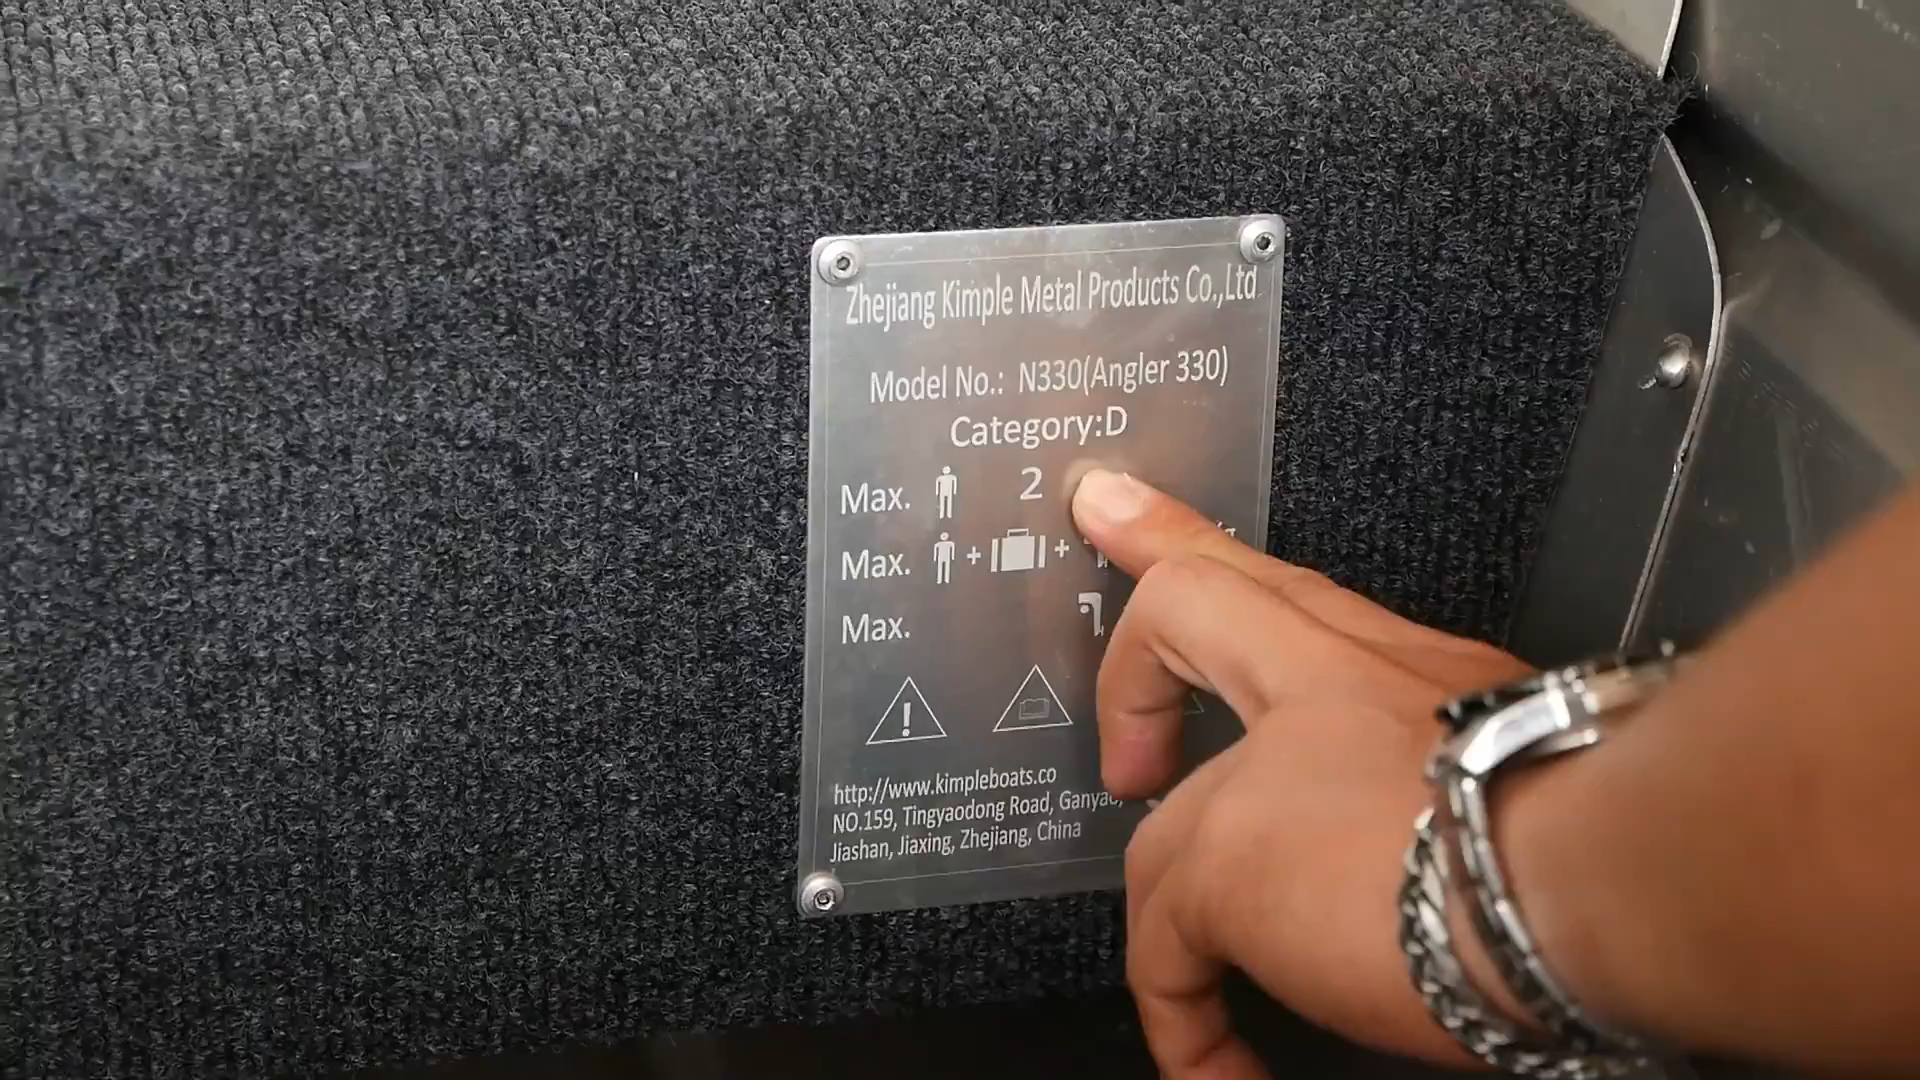 Zhejiang Kimple Metal Products Co.,Ltd
Model No.: N330(Angler 330)
Category:D
Max. 2
Max. + +
Max.
!
http://www.kimpleboats.co
NO.159, Tingyaodong Road,
Jiashan, Jiaxing, Zhejiang, China